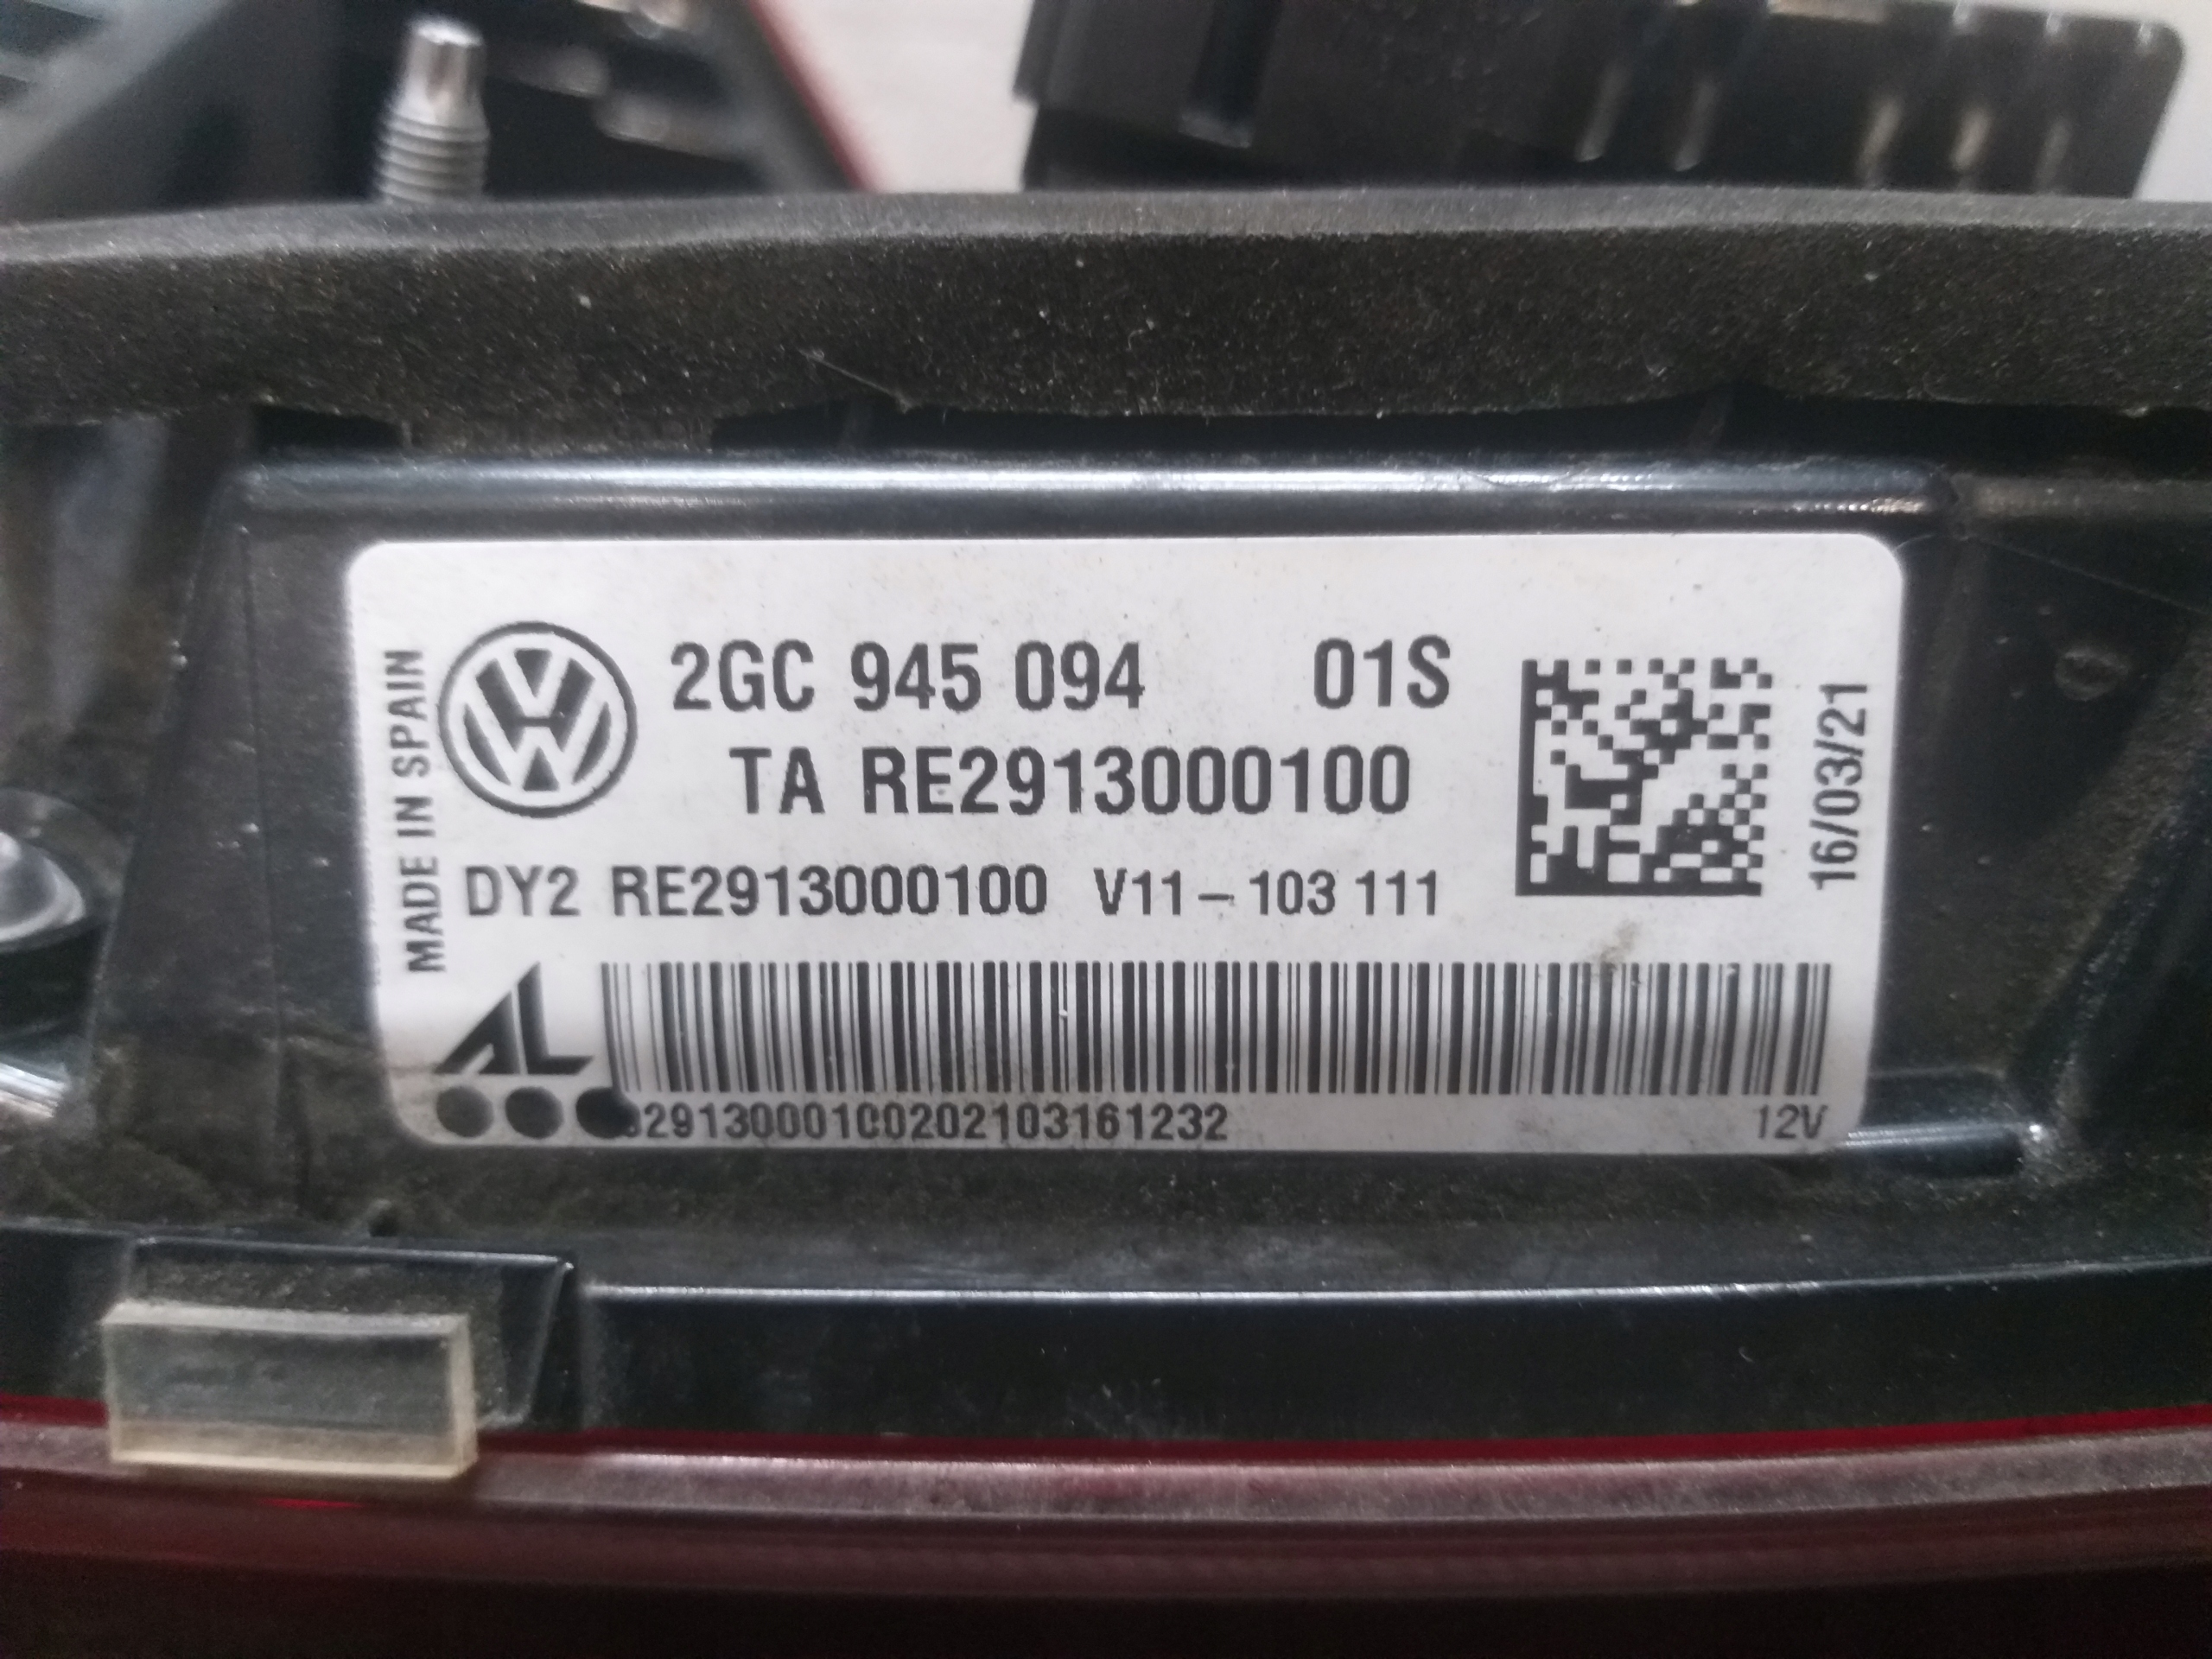 MADE IN SPAIN
2GC 945 094 01S
TA RE2913000100
DY2 RE2913000100 V11-103 111
16/03/21
AL
2913000100202103161232
12V